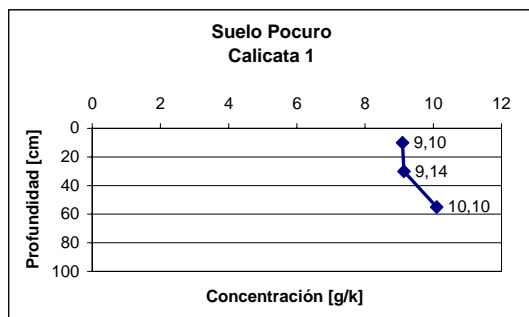 Suelo Pocuro
Calicata 1
0 2 4 6 8 10 12
Profundidad [cm]
0
20
40
60
80
100
9,10
9,14
10,10
Concentración [g/k]